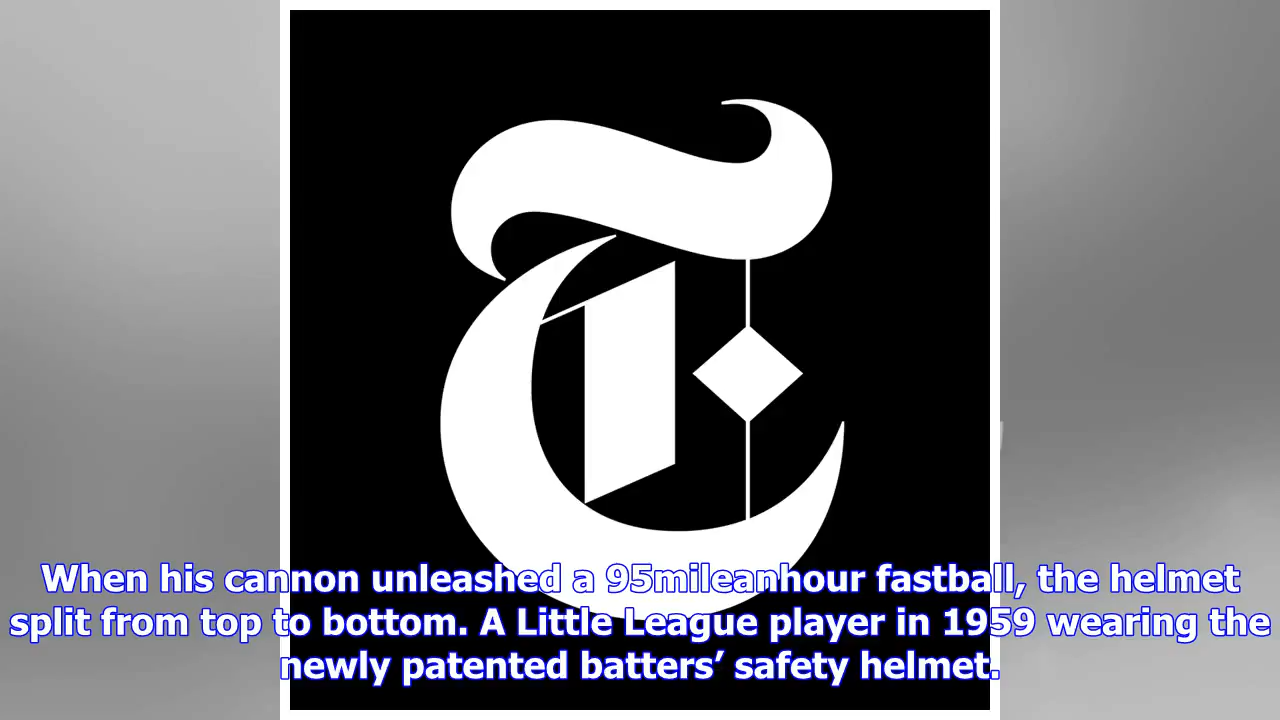 When his cannon unleashed a 95mileanhour fastball, the helmet
split from top to bottom. A Little League player in 1959 wearing the
newly patented batters’ safety helmet.